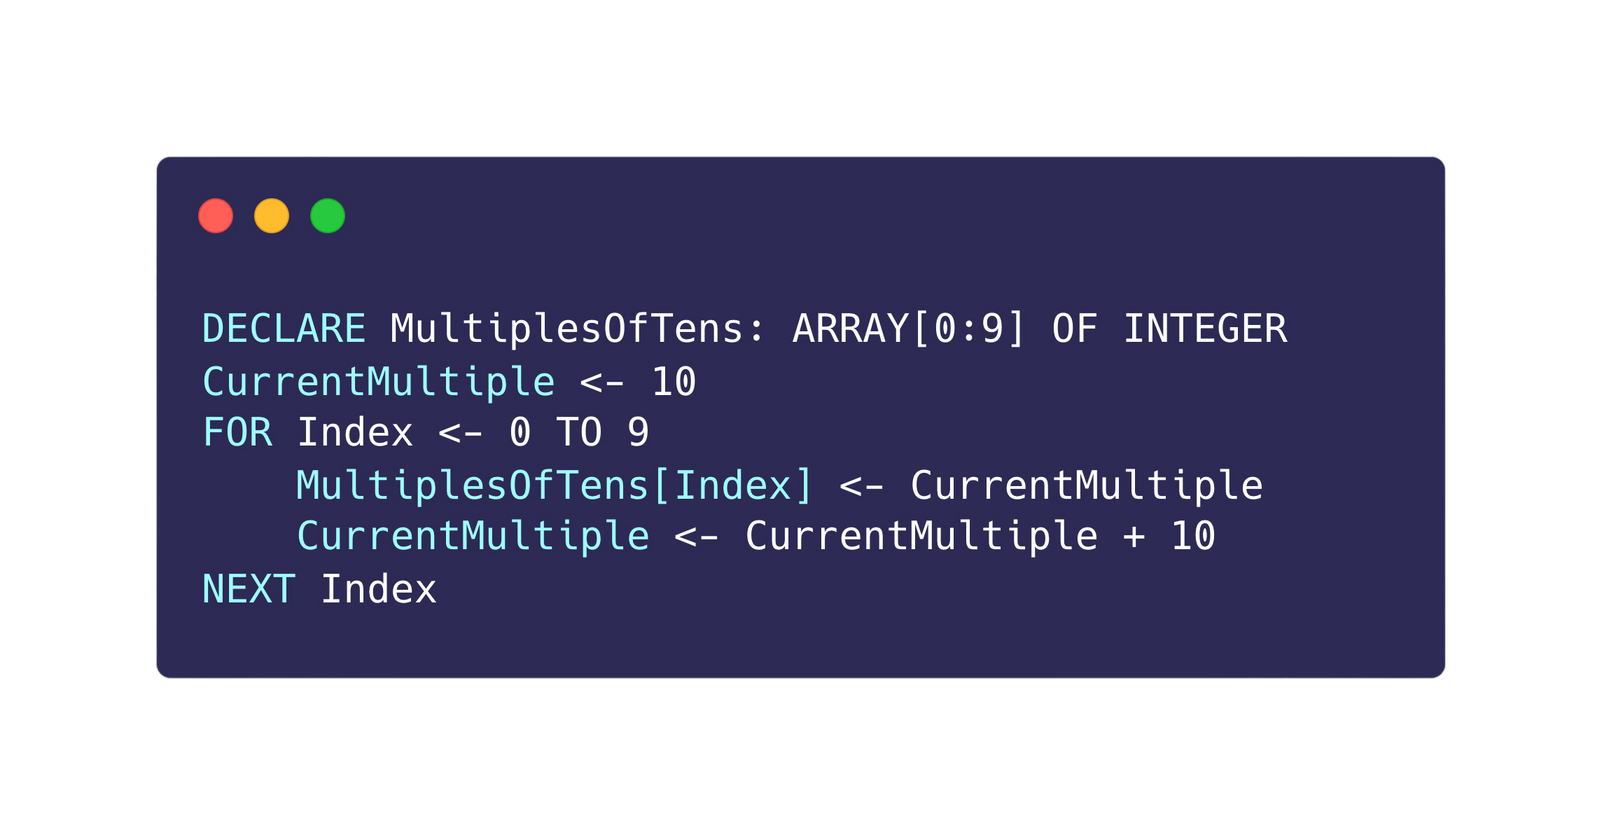 DECLARE MultiplesOfTens: ARRAY[0:9] OF INTEGER
CurrentMultiple <- 10
FOR Index <- 0 TO 9
    MultiplesOfTens[Index] <- CurrentMultiple
    CurrentMultiple <- CurrentMultiple + 10
NEXT Index